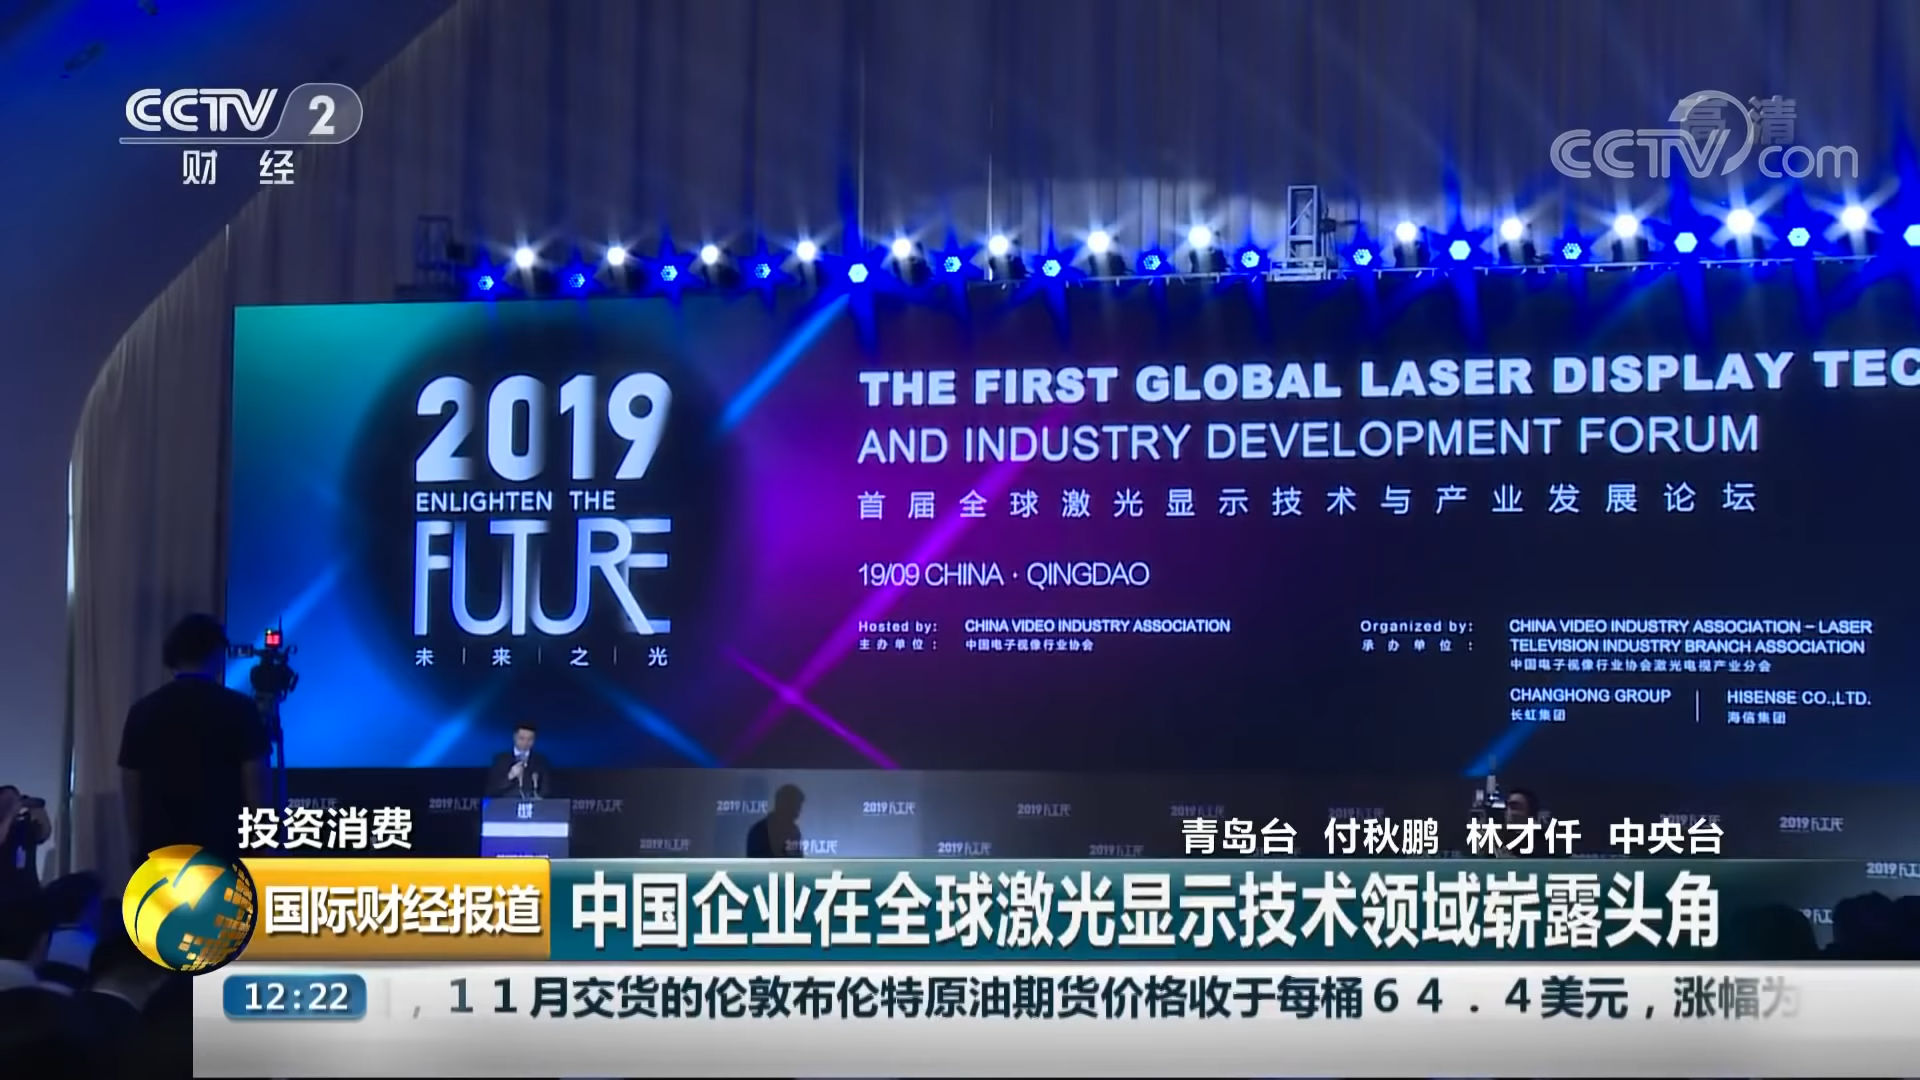 CCTV 2
财 经
高清
CCTV com
2019
ENLIGHTEN THE
FUTURE
未 | 来 | 之 | 光
THE FIRST GLOBAL LASER DISPLAY TEC
AND INDUSTRY DEVELOPMENT FORUM
首届全球激光显示技术与产业发展论坛
19/09 CHINA · QINGDAO
Hosted by: CHINA VIDEO INDUSTRY ASSOCIATION
主办单位: 中国电子视像行业协会
Organized by: CHINA VIDEO INDUSTRY ASSOCIATION – LASER
承办单位: TELEVISION INDUSTRY BRANCH ASSOCIATION
中国电子视像行业协会激光电视产业分会
CHANGHONG GROUP | HISENSE CO.,LTD.
长虹集团 海信集团
投资消费
青岛台 付秋鹏 林才仟 中央台
国际财经报道
中国企业在全球激光显示技术领域崭露头角
12:22
,11月交货的伦敦布伦特原油期货价格收于每桶64.4美元,涨幅为